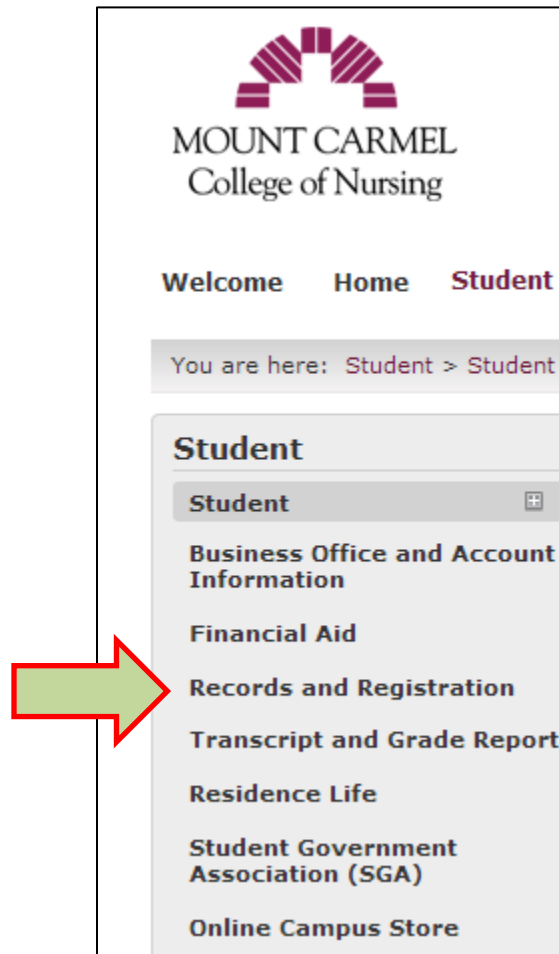 MOUNT CARMEL
College of Nursing
Welcome Home Student
You are here: Student > Student
Student
Student
Business Office and Account
Information
Financial Aid
Records and Registration
Transcript and Grade Report
Residence Life
Student Government
Association (SGA)
Online Campus Store